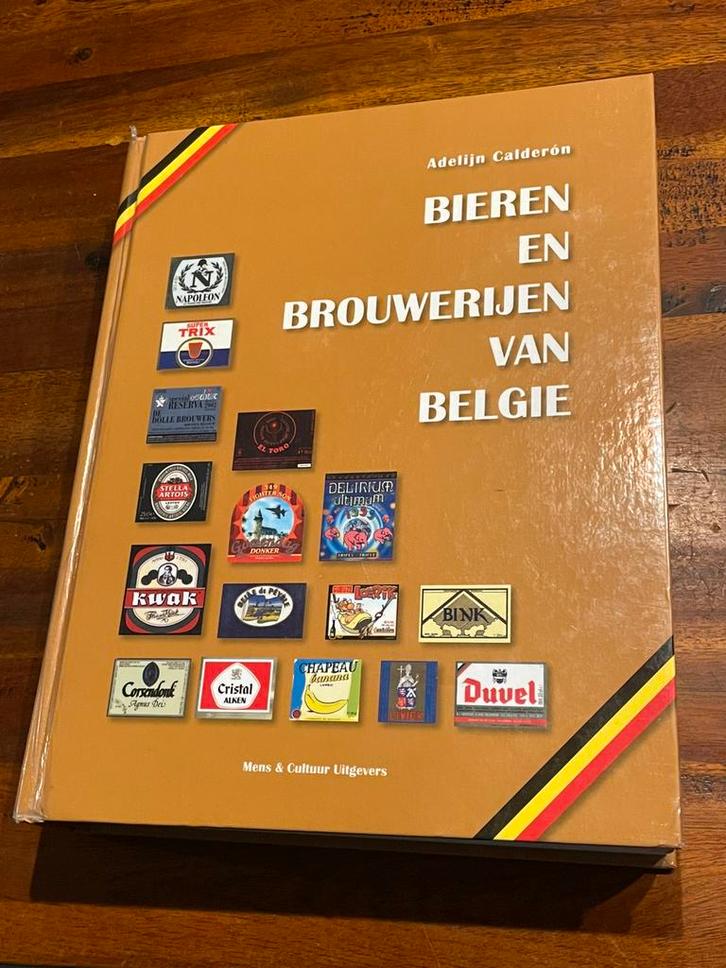 Adelijn Calderón
BIEREN
EN
BROUWERIJEN
VAN
BELGIE
N
NAPOLEON
SUPER
TRIX
RESERVA
DE
DOLLE BROUWERS
EL TORO
STELLA
ARTOIS
DONKER
DELIRIUM
ultimum
Kwak
BINK
Corsendonk
Agnus Dei
Cristal
ALKEN
CHAPEAU
banana
Duvel
Mens & Cultuur Uitgevers